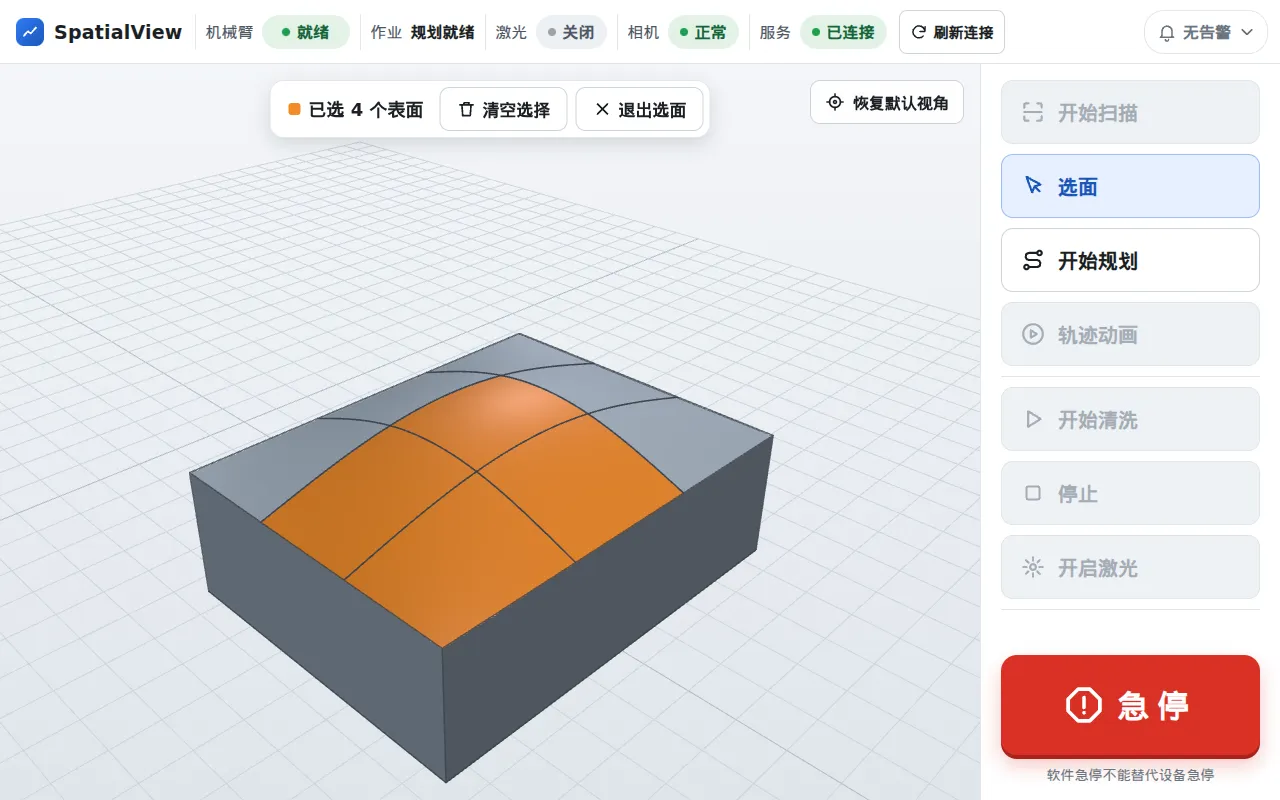 SpatialView
机械臂 就绪
作业 规划就绪
激光 关闭
相机 正常
服务 已连接
刷新连接
无告警
已选 4 个表面
清空选择
退出选面
恢复默认视角
开始扫描
选面
开始规划
轨迹动画
开始清洗
停止
开启激光
急停
软件急停不能替代设备急停